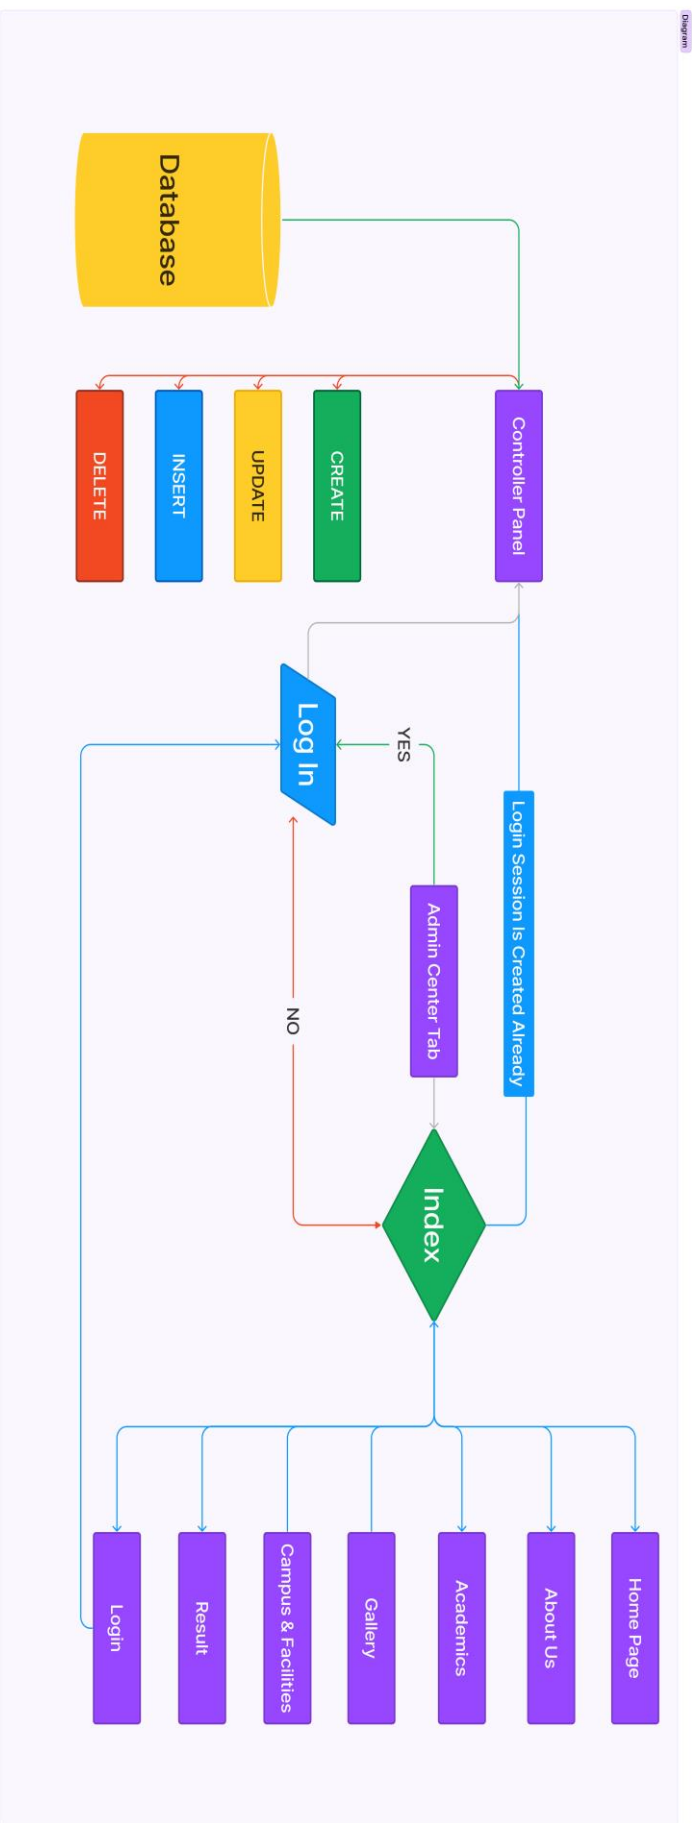 Diagram
Home Page
About Us
Academics
Gallery
Campus & Facilities
Result
Login
Login Session Is Created Already
Index
Admin Center Tab
YES
NO
Log In
Controller Panel
CREATE
UPDATE
INSERT
DELETE
Database